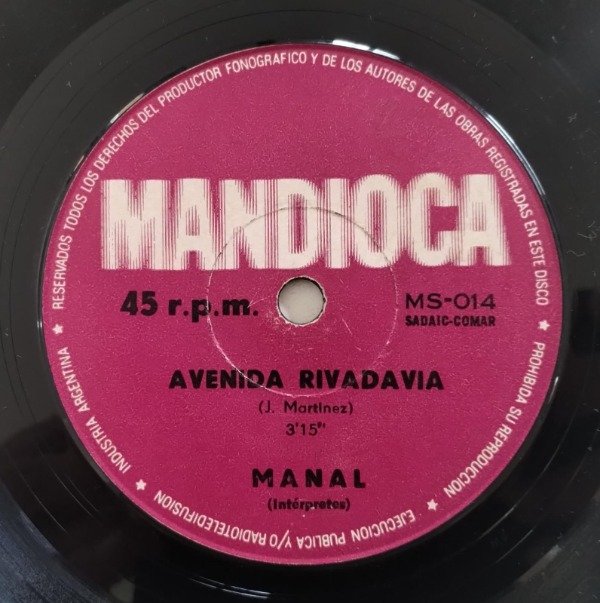 RESERVADOS TODOS LOS DERECHOS DEL PRODUCTOR FONOGRAFICO Y DE LOS AUTORES DE LAS OBRAS REGISTRADAS EN ESTE DISCO ★ PROHIBIDA SU REPRODUCCION ★ EJECUCION PUBLICA Y/O RADIOTELEDIFUSION ★ INDUSTRIA ARGENTINA ★
MANDIOCA
45 r.p.m.
MS-014
SADAIC-COMAR
AVENIDA RIVADAVIA
(J. Martinez)
3'15"
MANAL
(Intérpretes)